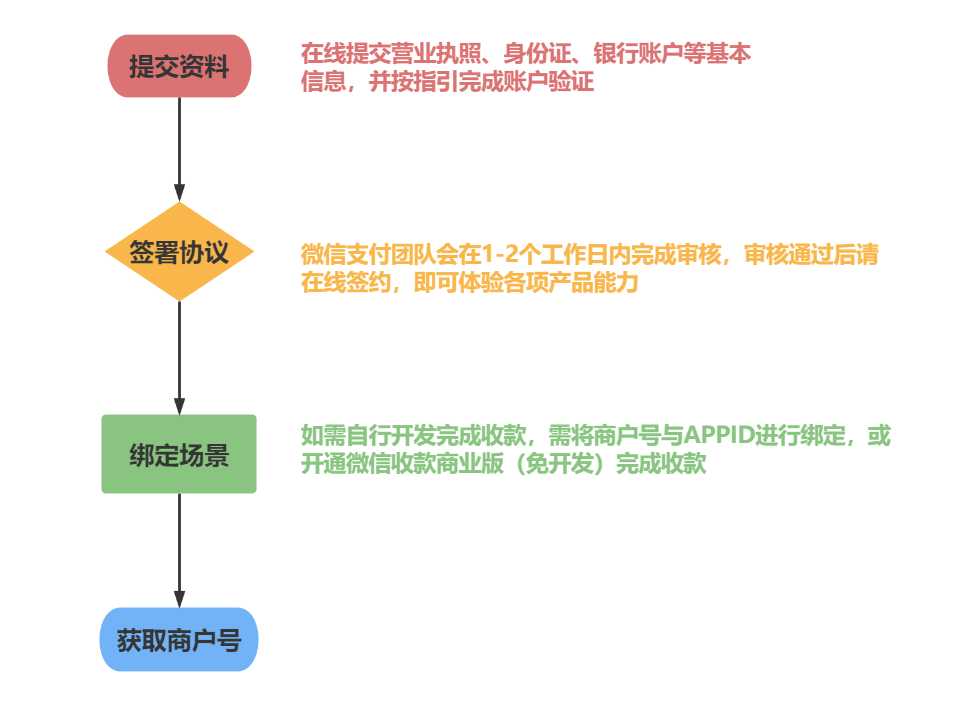 提交资料
在线提交营业执照、身份证、银行账户等基本
信息，并按指引完成账户验证
签署协议
微信支付团队会在1-2个工作日内完成审核，审核通过后请
在线签约，即可体验各项产品能力
绑定场景
如需自行开发完成收款，需将商户号与APPID进行绑定，或
开通微信收款商业版（免开发）完成收款
获取商户号